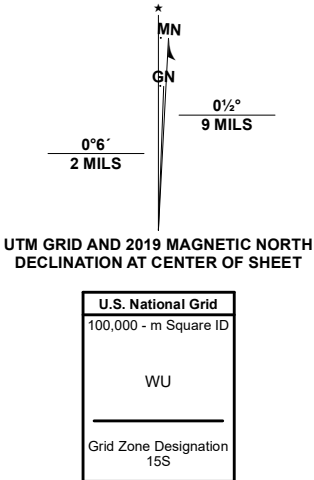 ★
MN
GN
0½°
9 MILS
0°6´
2 MILS
UTM GRID AND 2019 MAGNETIC NORTH
DECLINATION AT CENTER OF SHEET
U.S. National Grid
100,000 - m Square ID
WU
Grid Zone Designation
15S